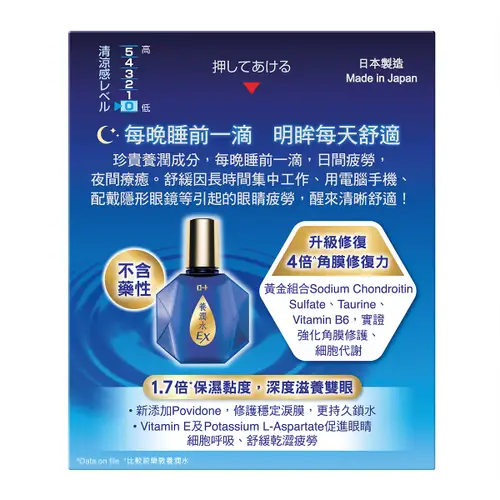 清涼感レベル
高
5
4
3
2
1
0
低
押してあける
日本製造
Made in Japan
每晚睡前一滴 明眸每天舒適
珍貴養潤成分，每晚睡前一滴，日間疲勞，
夜間療癒。舒緩因長時間集中工作、用電腦手機、
配戴隱形眼鏡等引起的眼睛疲勞，醒來清晰舒適！
不含
藥性
養潤水
EX
升級修復
4倍^角膜修復力
黃金組合Sodium Chondroitin
Sulfate、Taurine、
Vitamin B6，實證
強化角膜修護、
細胞代謝
1.7倍*保濕黏度，深度滋養雙眼
• 新添加Povidone，修護穩定淚膜，更持久鎖水
• Vitamin E及Potassium L-Aspartate促進眼睛
細胞呼吸、舒緩乾澀疲勞
^Data on file *比較前樂敦養潤水